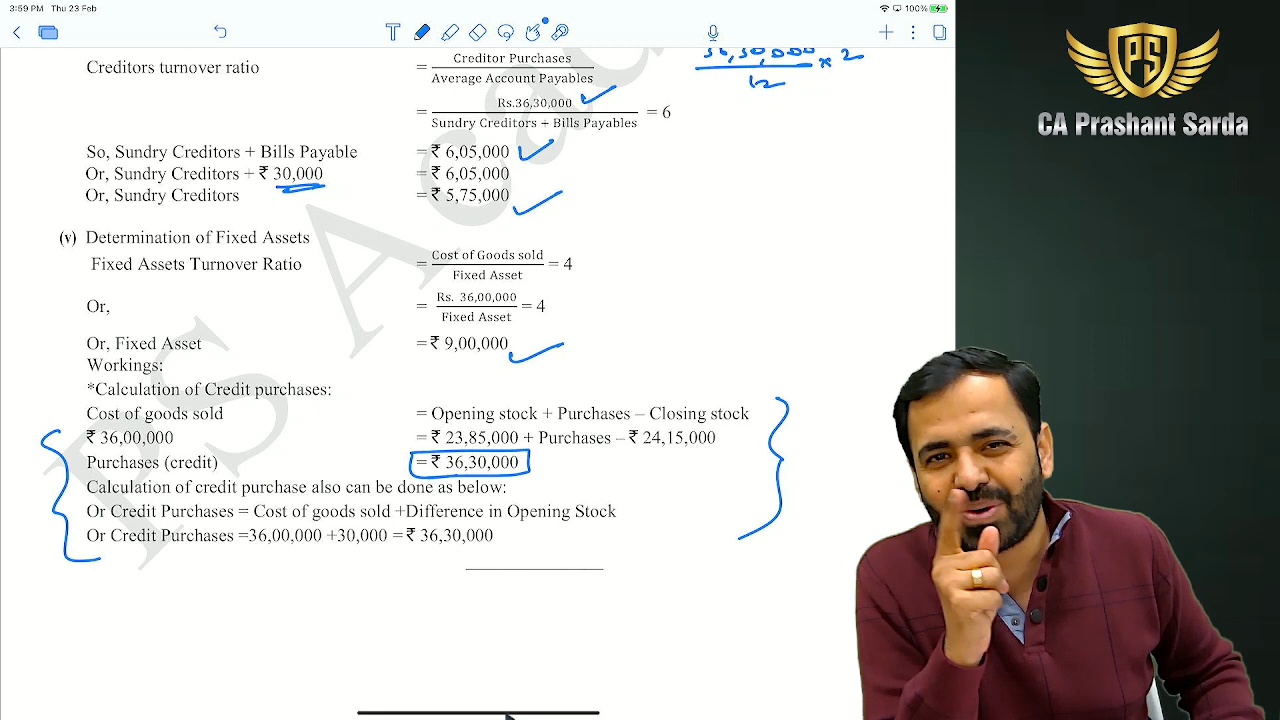 3:59 PM Thu 23 Feb
100%
T
36,30,000 × 2
12
PS
CA Prashant Sarda
PS Acad
Creditors turnover ratio = Creditor Purchases / Average Account Payables
= Rs.36,30,000 / Sundry Creditors + Bills Payables = 6
So, Sundry Creditors + Bills Payable = ₹ 6,05,000
Or, Sundry Creditors + ₹ 30,000 = ₹ 6,05,000
Or, Sundry Creditors = ₹ 5,75,000
(v) Determination of Fixed Assets
Fixed Assets Turnover Ratio = Cost of Goods sold / Fixed Asset = 4
Or, = Rs. 36,00,000 / Fixed Asset = 4
Or, Fixed Asset = ₹ 9,00,000
Workings:
*Calculation of Credit purchases:
Cost of goods sold = Opening stock + Purchases – Closing stock
₹ 36,00,000 = ₹ 23,85,000 + Purchases – ₹ 24,15,000
Purchases (credit) = ₹ 36,30,000
Calculation of credit purchase also can be done as below:
Or Credit Purchases = Cost of goods sold +Difference in Opening Stock
Or Credit Purchases =36,00,000 +30,000 = ₹ 36,30,000